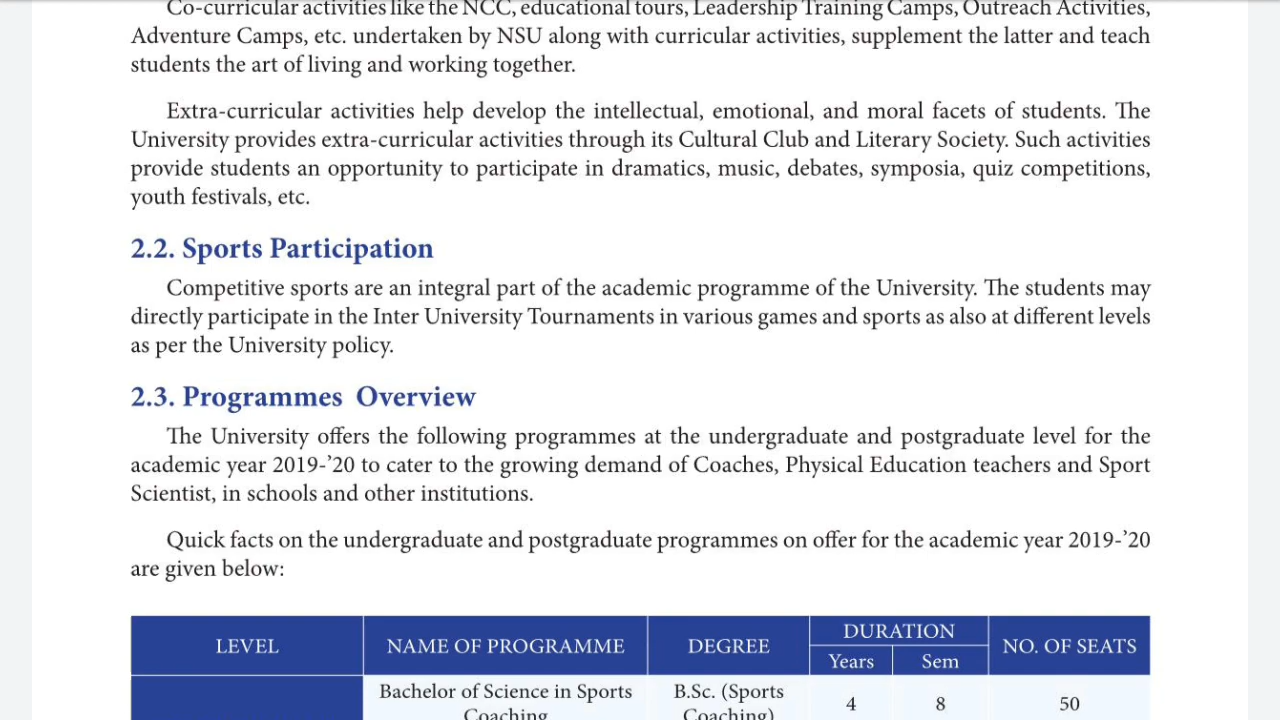 Co-curricular activities like the NCC, educational tours, Leadership Training Camps, Outreach Activities,
Adventure Camps, etc. undertaken by NSU along with curricular activities, supplement the latter and teach
students the art of living and working together.
Extra-curricular activities help develop the intellectual, emotional, and moral facets of students. The
University provides extra-curricular activities through its Cultural Club and Literary Society. Such activities
provide students an opportunity to participate in dramatics, music, debates, symposia, quiz competitions,
youth festivals, etc.
2.2. Sports Participation
Competitive sports are an integral part of the academic programme of the University. The students may
directly participate in the Inter University Tournaments in various games and sports as also at different levels
as per the University policy.
2.3. Programmes Overview
The University offers the following programmes at the undergraduate and postgraduate level for the
academic year 2019-’20 to cater to the growing demand of Coaches, Physical Education teachers and Sport
Scientist, in schools and other institutions.
Quick facts on the undergraduate and postgraduate programmes on offer for the academic year 2019-’20
are given below:
LEVEL NAME OF PROGRAMME DEGREE DURATION NO. OF SEATS
Years Sem
Bachelor of Science in Sports B.Sc. (Sports 4 8 50
Coaching Coaching)